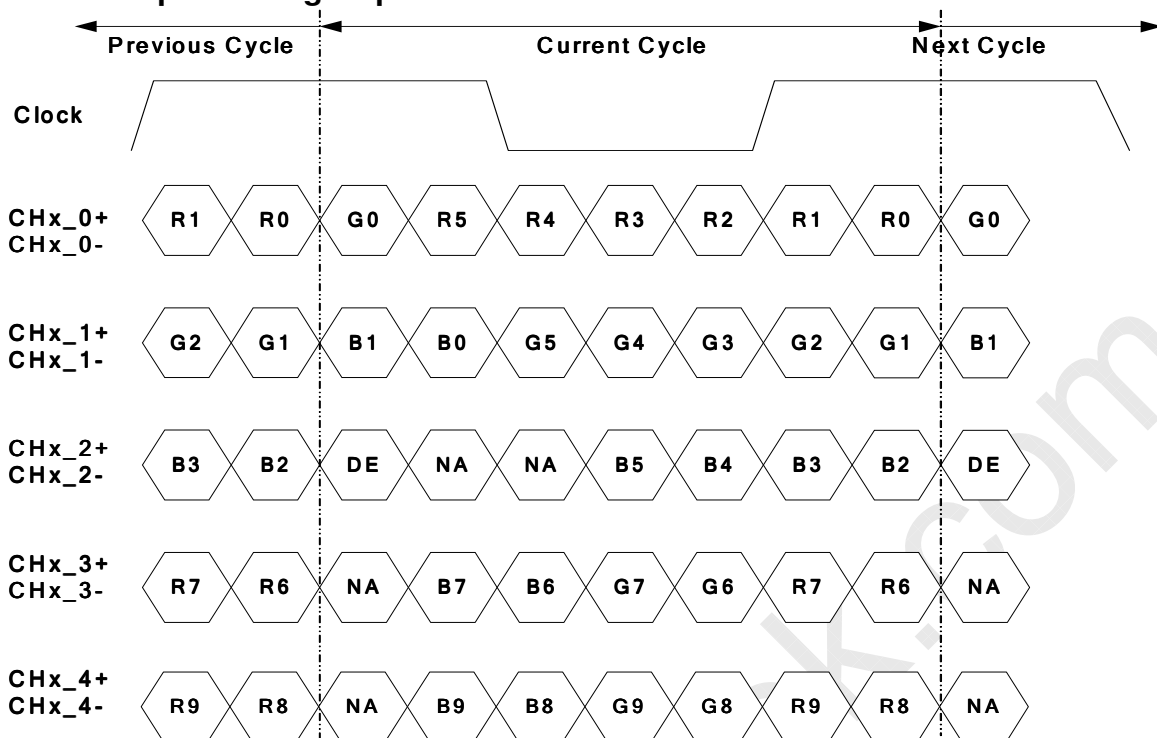 Previous Cycle Current Cycle Next Cycle
Clock
CHx_0+
CHx_0-
R1 R0 G0 R5 R4 R3 R2 R1 R0 G0
CHx_1+
CHx_1-
G2 G1 B1 B0 G5 G4 G3 G2 G1 B1
CHx_2+
CHx_2-
B3 B2 DE NA NA B5 B4 B3 B2 DE
CHx_3+
CHx_3-
R7 R6 NA B7 B6 G7 G6 R7 R6 NA
CHx_4+
CHx_4-
R9 R8 NA B9 B8 G9 G8 R9 R8 NA
k.com